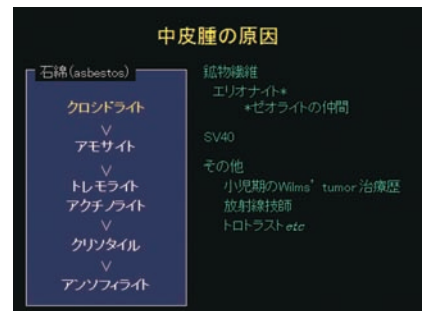 中皮腫の原因
石綿(asbestos)
クロシドライト
∨
アモサイト
∨
トレモライト
アクチノライト
∨
クリソタイル
∨
アンソフィライト
鉱物繊維
エリオナイト*
*ゼオライトの仲間
SV40
その他
小児期のWilms' tumor 治療歴
放射線技師
トロトラスト etc